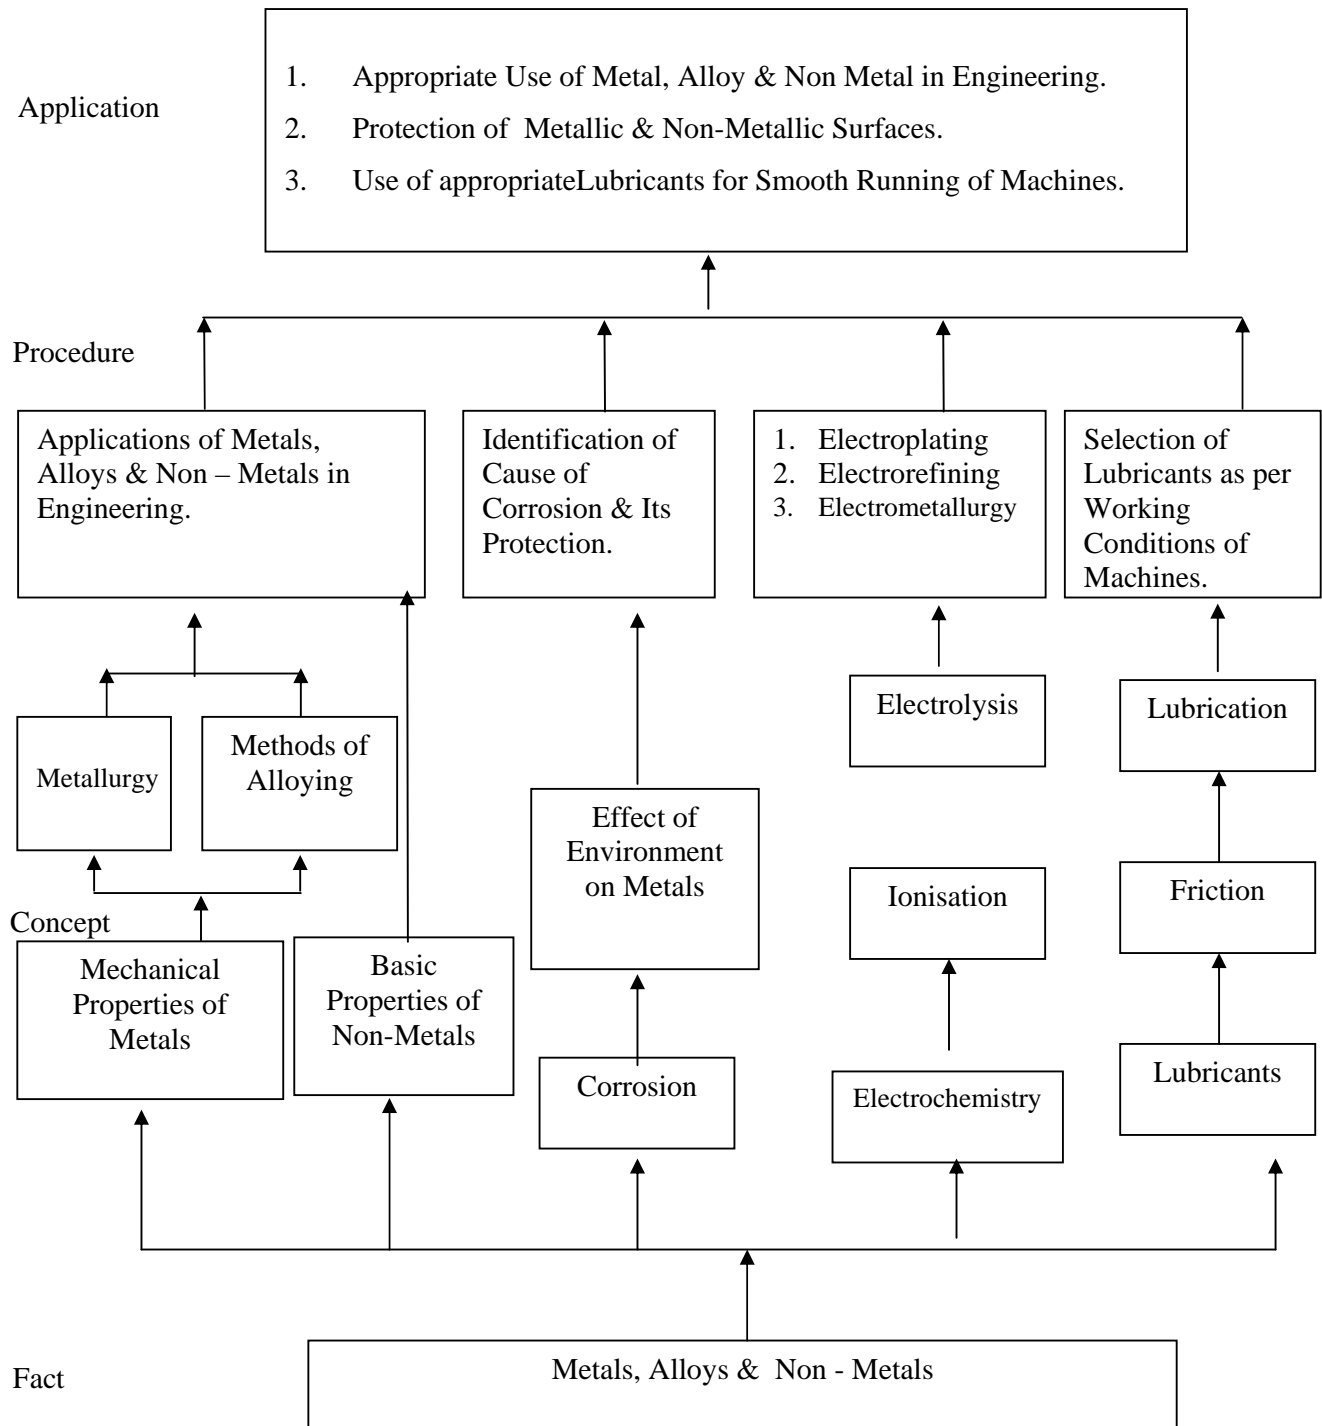 Application
1. Appropriate Use of Metal, Alloy & Non Metal in Engineering.
2. Protection of Metallic & Non-Metallic Surfaces.
3. Use of appropriateLubricants for Smooth Running of Machines.
Procedure
Applications of Metals,
Alloys & Non – Metals in
Engineering.
Identification of
Cause of
Corrosion & Its
Protection.
1. Electroplating
2. Electrorefining
3. Electrometallurgy
Selection of
Lubricants as per
Working
Conditions of
Machines.
Metallurgy
Methods of
Alloying
Effect of
Environment
on Metals
Electrolysis
Lubrication
Ionisation
Friction
Concept
Mechanical
Properties of
Metals
Basic
Properties of
Non-Metals
Corrosion
Electrochemistry
Lubricants
Fact
Metals, Alloys & Non - Metals